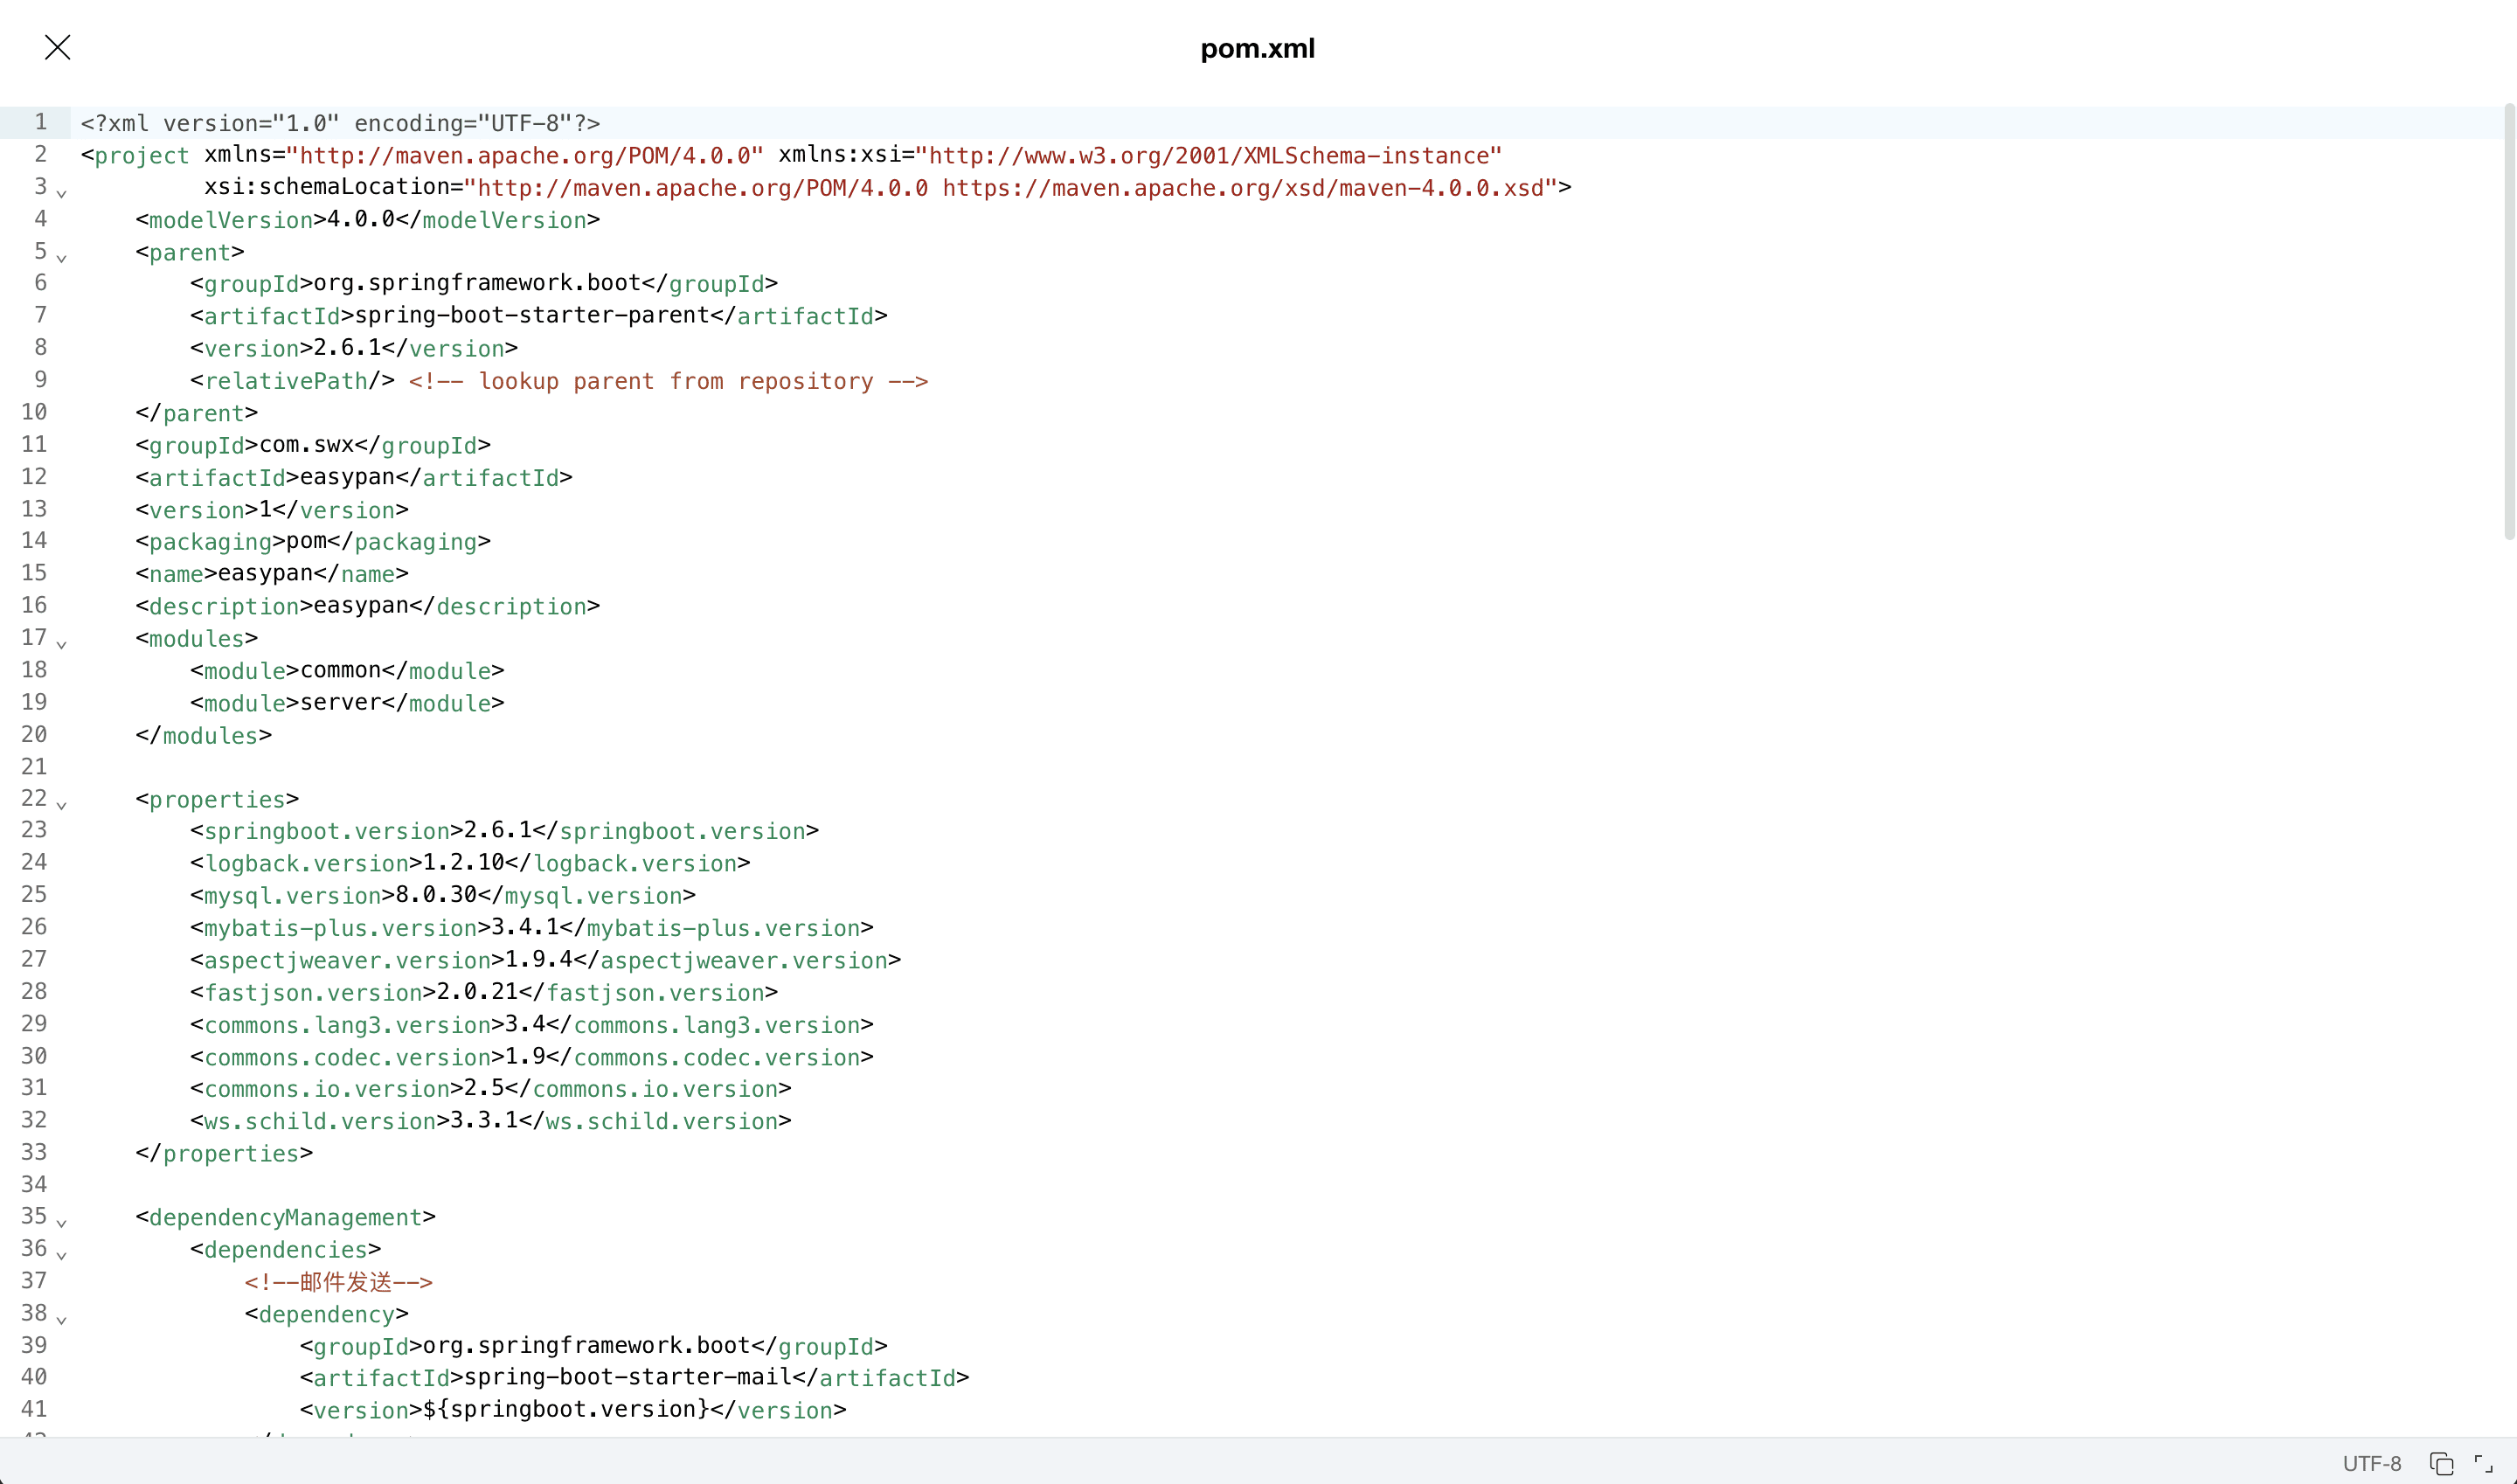 pom.xml
1 <?xml version="1.0" encoding="UTF-8"?>
2 <project xmlns="http://maven.apache.org/POM/4.0.0" xmlns:xsi="http://www.w3.org/2001/XMLSchema-instance"
3 xsi:schemaLocation="http://maven.apache.org/POM/4.0.0 https://maven.apache.org/xsd/maven-4.0.0.xsd">
4 <modelVersion>4.0.0</modelVersion>
5 <parent>
6 <groupId>org.springframework.boot</groupId>
7 <artifactId>spring-boot-starter-parent</artifactId>
8 <version>2.6.1</version>
9 <relativePath/> <!-- lookup parent from repository -->
10 </parent>
11 <groupId>com.swx</groupId>
12 <artifactId>easypan</artifactId>
13 <version>1</version>
14 <packaging>pom</packaging>
15 <name>easypan</name>
16 <description>easypan</description>
17 <modules>
18 <module>common</module>
19 <module>server</module>
20 </modules>
21
22 <properties>
23 <springboot.version>2.6.1</springboot.version>
24 <logback.version>1.2.10</logback.version>
25 <mysql.version>8.0.30</mysql.version>
26 <mybatis-plus.version>3.4.1</mybatis-plus.version>
27 <aspectjweaver.version>1.9.4</aspectjweaver.version>
28 <fastjson.version>2.0.21</fastjson.version>
29 <commons.lang3.version>3.4</commons.lang3.version>
30 <commons.codec.version>1.9</commons.codec.version>
31 <commons.io.version>2.5</commons.io.version>
32 <ws.schild.version>3.3.1</ws.schild.version>
33 </properties>
34
35 <dependencyManagement>
36 <dependencies>
37 <!--邮件发送-->
38 <dependency>
39 <groupId>org.springframework.boot</groupId>
40 <artifactId>spring-boot-starter-mail</artifactId>
41 <version>${springboot.version}</version>
UTF-8